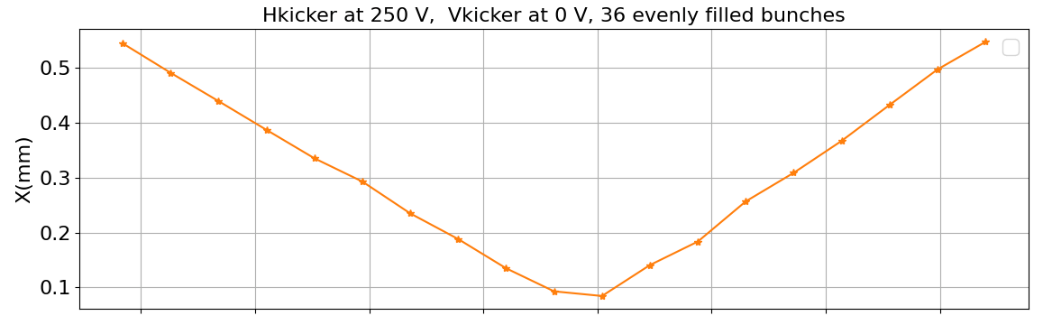 Hkicker at 250 V,  Vkicker at 0 V, 36 evenly filled bunches
X(mm)
0.5
0.4
0.3
0.2
0.1